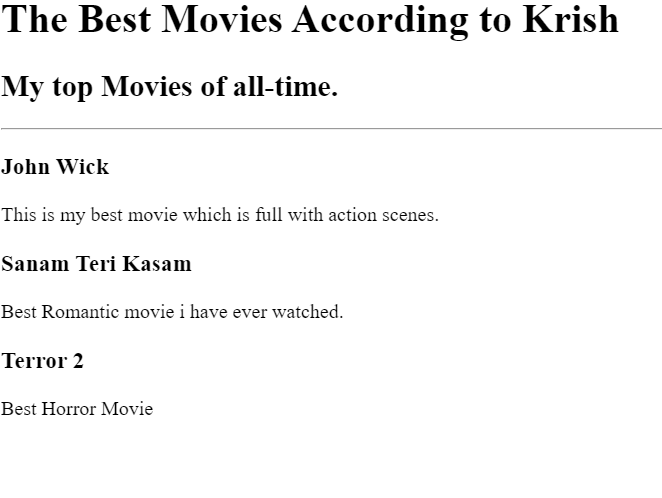 The Best Movies According to Krish
My top Movies of all-time.
John Wick
This is my best movie which is full with action scenes.
Sanam Teri Kasam
Best Romantic movie i have ever watched.
Terror 2
Best Horror Movie